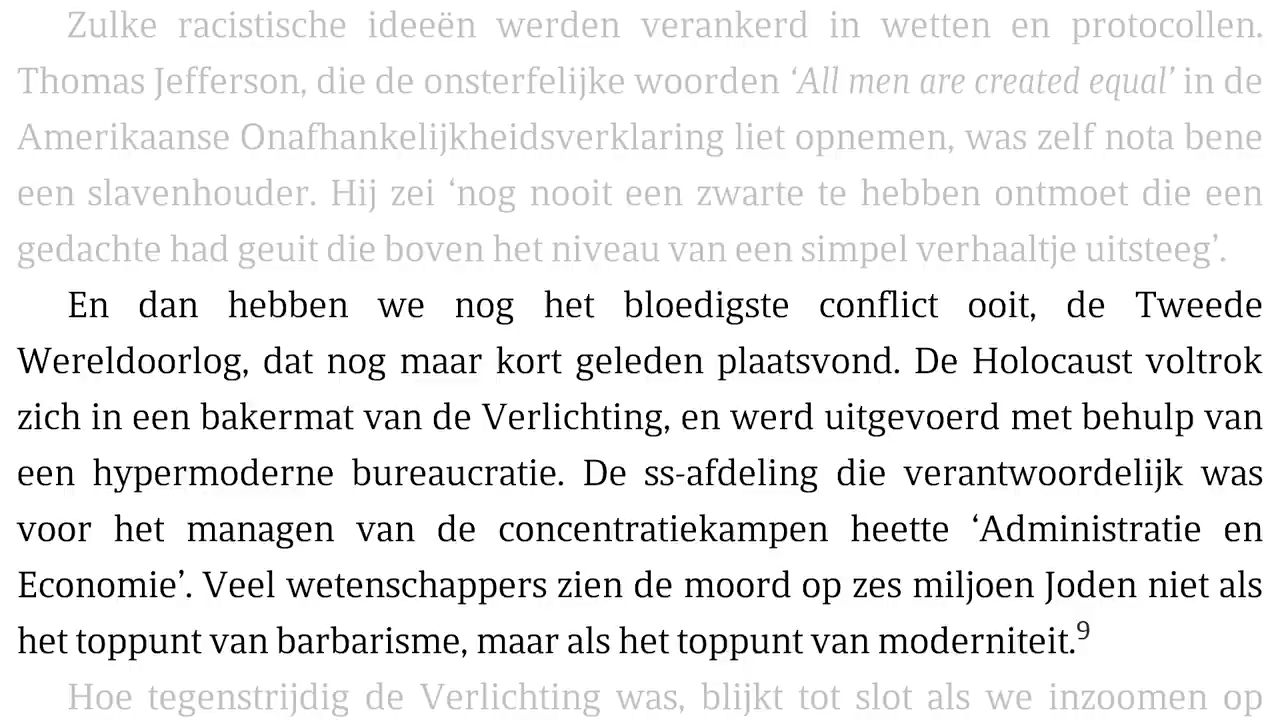 Zulke racistische ideeën werden verankerd in wetten en protocollen.
Thomas Jefferson, die de onsterfelijke woorden ‘All men are created equal’ in de
Amerikaanse Onafhankelijkheidsverklaring liet opnemen, was zelf nota bene
een slavenhouder. Hij zei ‘nog nooit een zwarte te hebben ontmoet die een
gedachte had geuit die boven het niveau van een simpel verhaaltje uitsteeg’.
En dan hebben we nog het bloedigste conflict ooit, de Tweede
Wereldoorlog, dat nog maar kort geleden plaatsvond. De Holocaust voltrok
zich in een bakermat van de Verlichting, en werd uitgevoerd met behulp van
een hypermoderne bureaucratie. De ss-afdeling die verantwoordelijk was
voor het managen van de concentratiekampen heette ‘Administratie en
Economie’. Veel wetenschappers zien de moord op zes miljoen Joden niet als
het toppunt van barbarisme, maar als het toppunt van moderniteit.⁹
Hoe tegenstrijdig de Verlichting was, blijkt tot slot als we inzoomen op